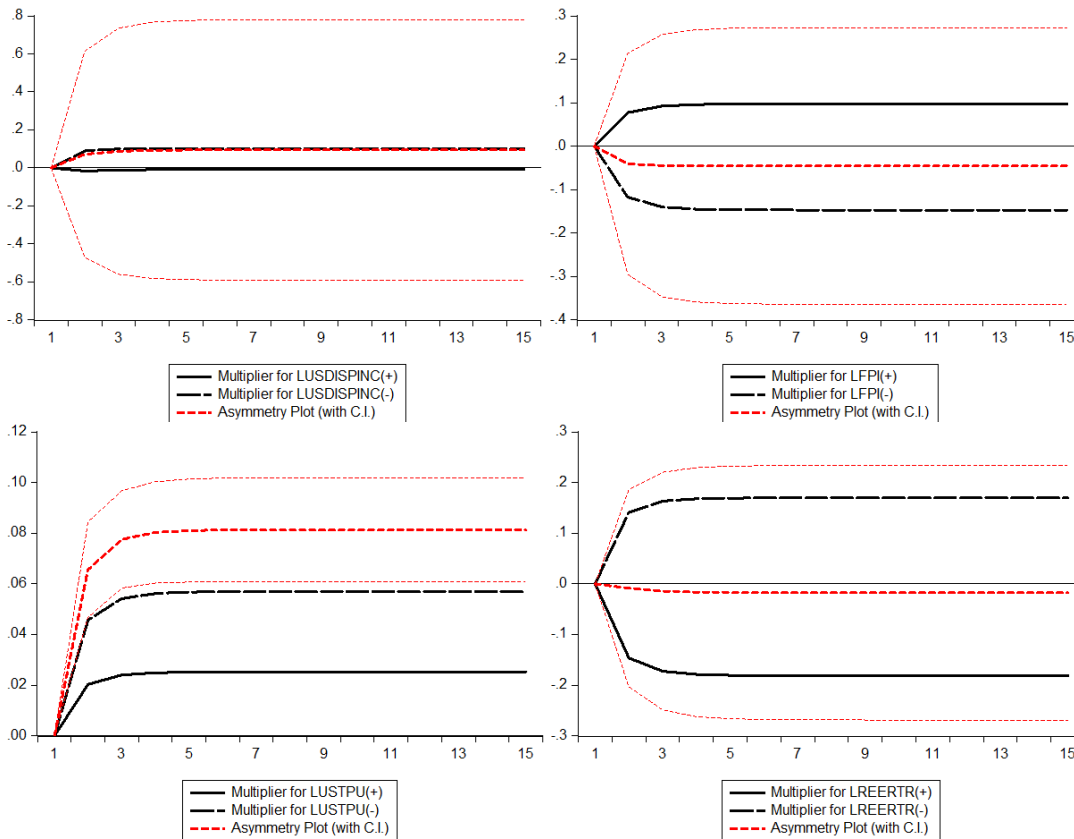 .8
.6
.4
.2
.0
-.2
-.4
-.6
-.8
1 3 5 7 9 11 13 15
Multiplier for LUSDISPINC(+)
Multiplier for LUSDISPINC(-)
Asymmetry Plot (with C.I.)
.3
.2
.1
.0
-.1
-.2
-.3
-.4
1 3 5 7 9 11 13 15
Multiplier for LFPI(+)
Multiplier for LFPI(-)
Asymmetry Plot (with C.I.)
.12
.10
.08
.06
.04
.02
.00
1 3 5 7 9 11 13 15
Multiplier for LUSTPU(+)
Multiplier for LUSTPU(-)
Asymmetry Plot (with C.I.)
.3
.2
.1
.0
-.1
-.2
-.3
1 3 5 7 9 11 13 15
Multiplier for LREERTR(+)
Multiplier for LREERTR(-)
Asymmetry Plot (with C.I.)